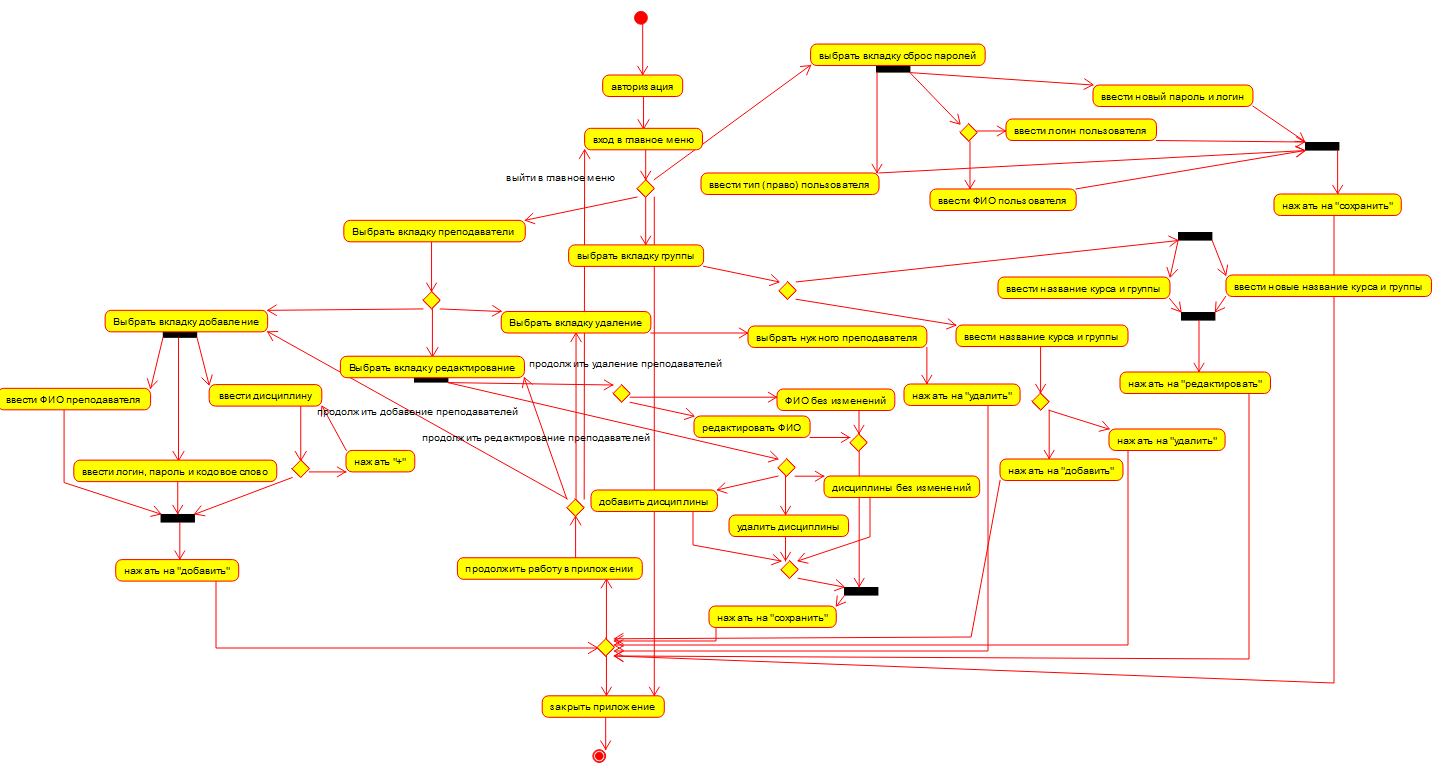 выбрать вкладку сброс паролей
авторизация
ввести новый пароль и логин
ввести логин пользователя
вход в главное меню
выйти в главное меню
ввести тип (право) пользователя
ввести ФИО пользователя
нажать на "сохранить"
Выбрать вкладку преподаватели
выбрать вкладку группы
ввести название курса и группы
ввести новые название курса и группы
Выбрать вкладку добавление
Выбрать вкладку удаление
выбрать нужного преподавателя
ввести название курса и группы
Выбрать вкладку редактирование
продолжить удаление преподавателей
нажать на "редактировать"
ввести ФИО преподавателя
ввести дисциплину
ФИО без изменений
нажать на "удалить"
продолжить добавение преподавателей
редактировать ФИО
продолжить редактирование преподавателей
нажать на "удалить"
нажать "+"
ввести логин, пароль и кодовое слово
нажать на "добавить"
дисциплины без изменений
добавить дисциплины
удалить дисциплины
нажать на "добавить"
продолжить работу в приложении
нажать на "сохранить"
закрыть приложение